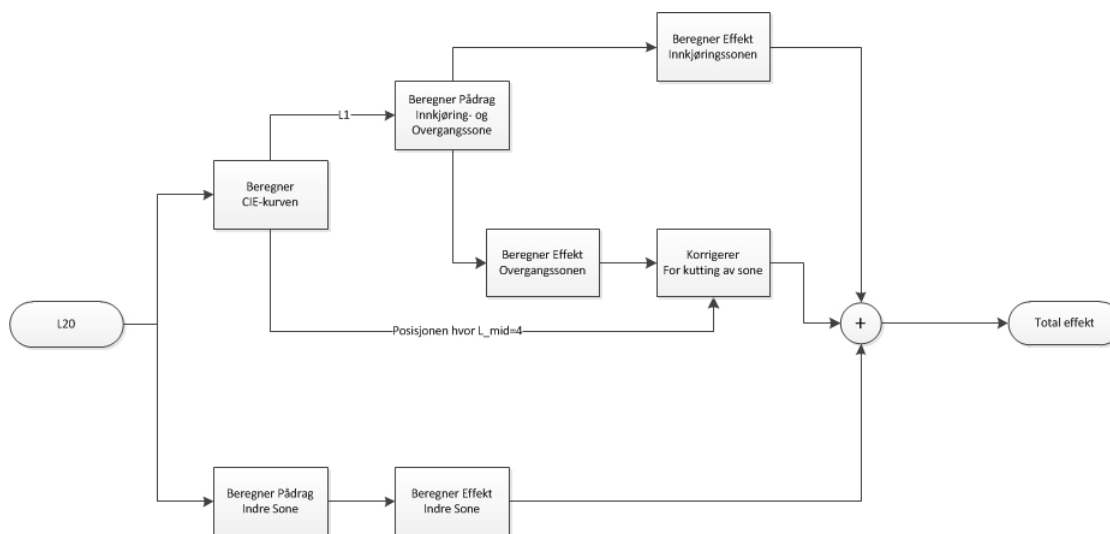 Beregner Effekt
Innkjøringssonen
Beregner Pådrag
Innkjøring- og
Overgangssone
L1
Beregner
CIE-kurven
Beregner Effekt
Overgangssonen
Korrigerer
For kutting av sone
L20
Posisjonen hvor L_mid=4
+
Total effekt
Beregner Pådrag
Indre Sone
Beregner Effekt
Indre Sone